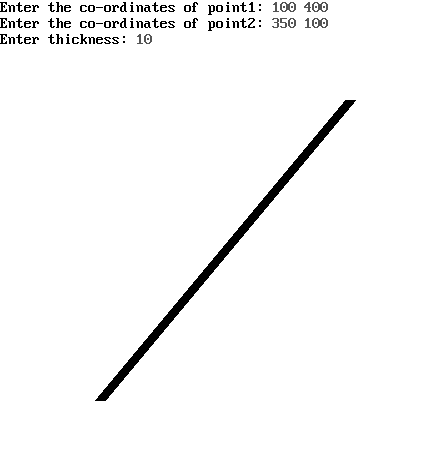 Enter the co-ordinates of point1: 100 400
Enter the co-ordinates of point2: 350 100
Enter thickness: 10